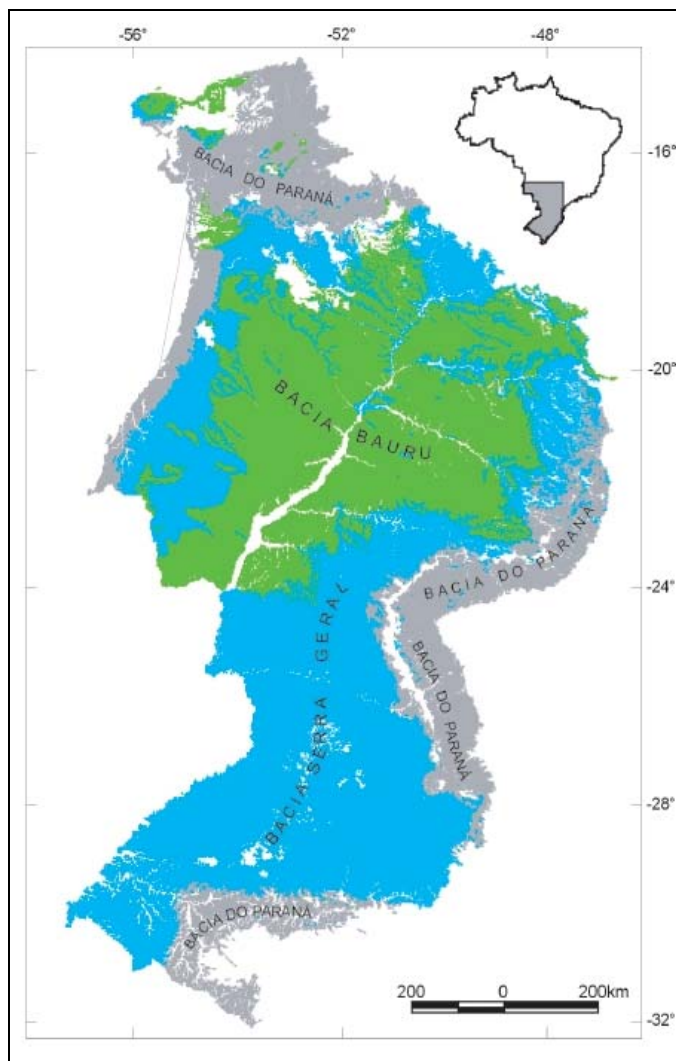 -56°
-52°
-48°
-16°
BACIA DO PARANÁ
-20°
BACIA BAURU
-24°
BACIA DO PARANÁ
BACIA SERRA GERAL
BACIA DO PARANÁ
-28°
BACIA DO PARANÁ
200 0 200km
-32°